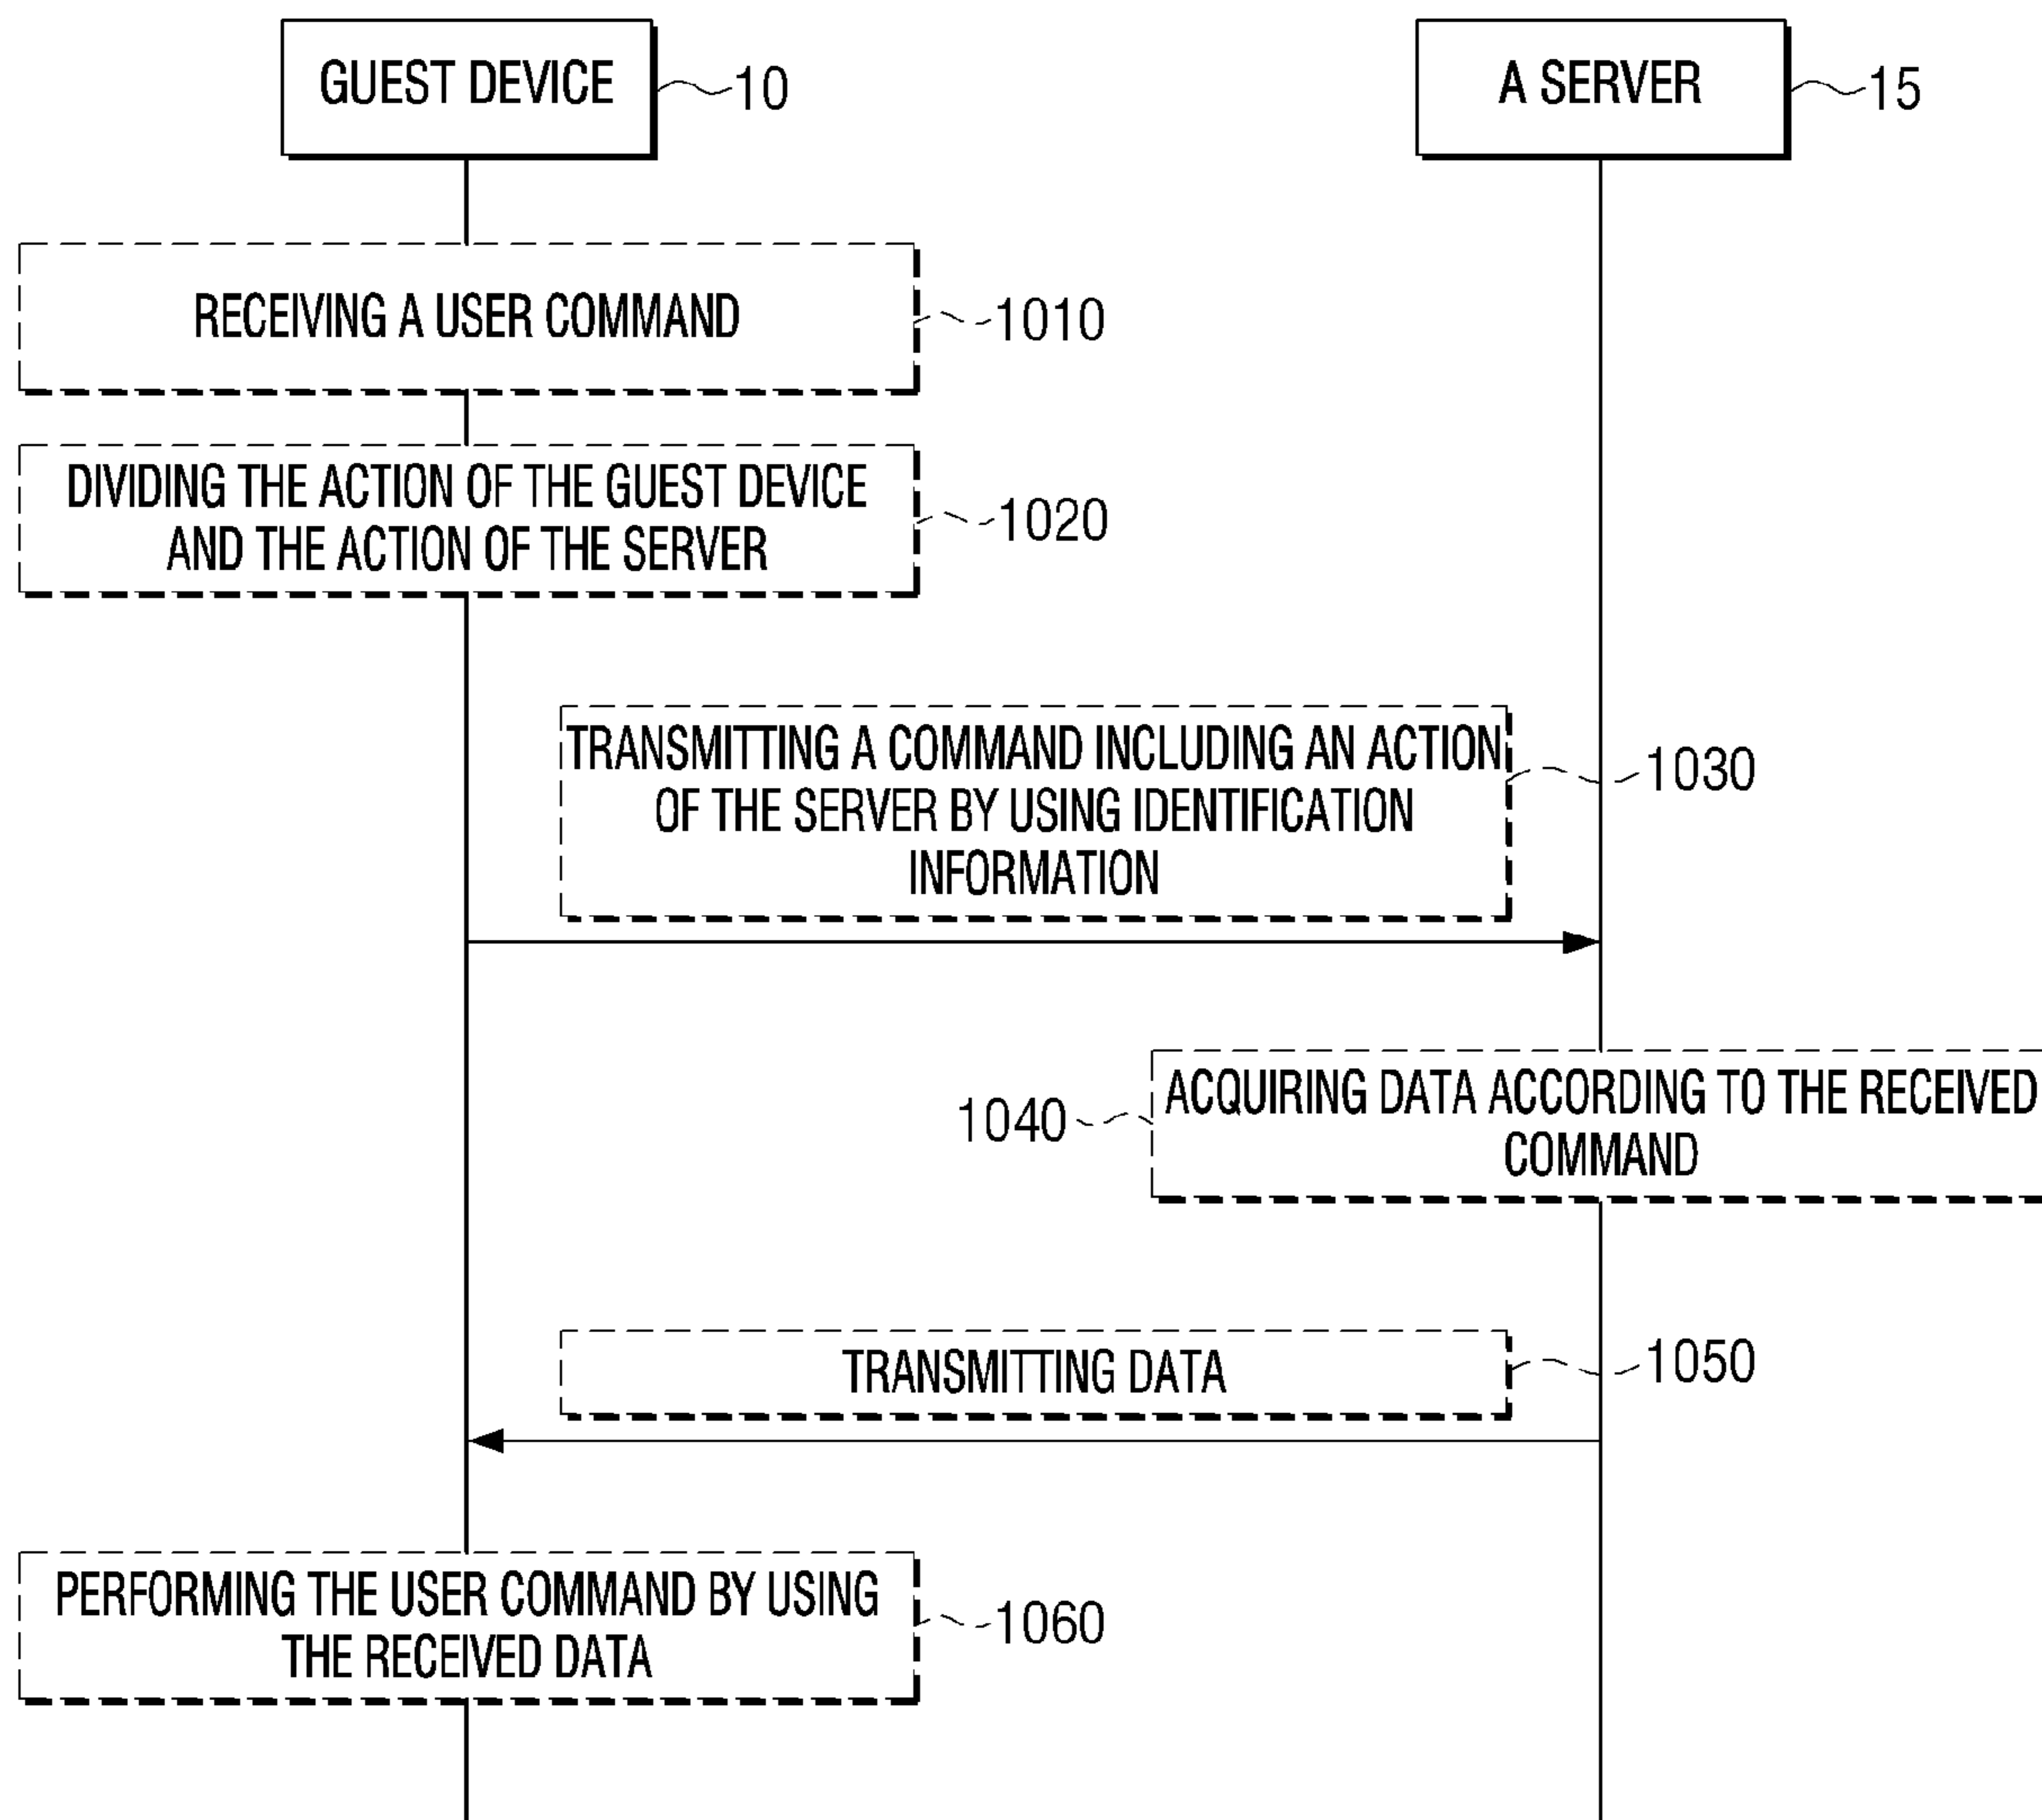 GUEST DEVICE
10
A SERVER
15
RECEIVING A USER COMMAND
1010
DIVIDING THE ACTION OF THE GUEST DEVICE
AND THE ACTION OF THE SERVER
1020
TRANSMITTING A COMMAND INCLUDING AN ACTION
OF THE SERVER BY USING IDENTIFICATION
INFORMATION
1030
1040
ACQUIRING DATA ACCORDING TO THE RECEIVED
COMMAND
TRANSMITTING DATA
1050
PERFORMING THE USER COMMAND BY USING
THE RECEIVED DATA
1060